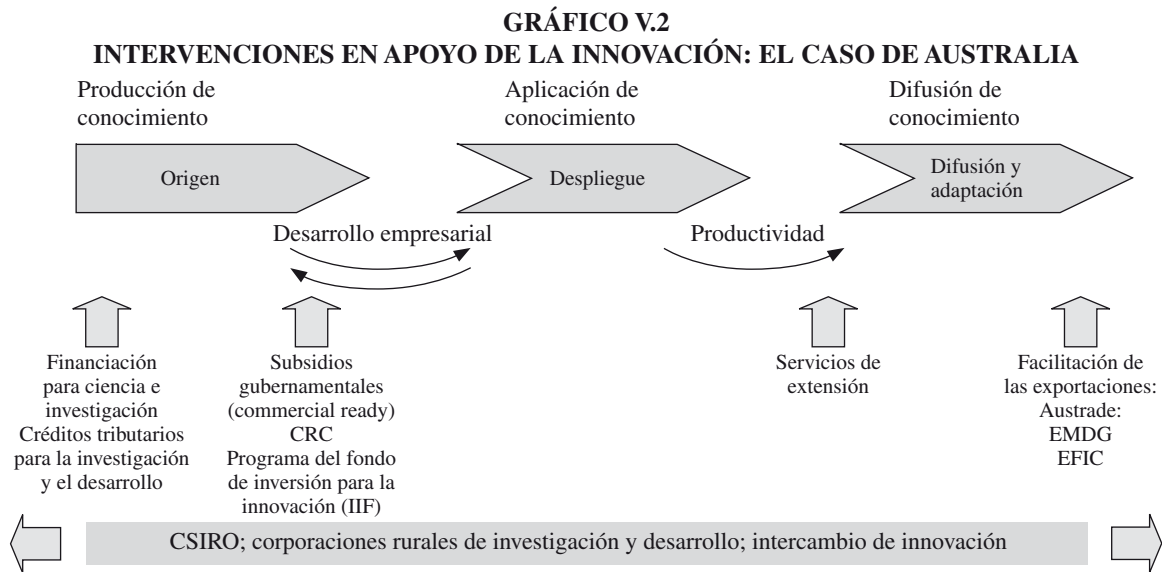 GRÁFICO V.2
INTERVENCIONES EN APOYO DE LA INNOVACIÓN: EL CASO DE AUSTRALIA
Producción de
conocimiento
Aplicación de
conocimiento
Difusión de
conocimiento
Origen
Despliegue
Difusión y
adaptación
Desarrollo empresarial
Productividad
Financiación
para ciencia e
investigación
Créditos tributarios
para la investigación
y el desarrollo
Subsidios
gubernamentales
(commercial ready)
CRC
Programa del fondo
de inversión para la
innovación (IIF)
Servicios de
extensión
Facilitación de
las exportaciones:
Austrade:
EMDG
EFIC
CSIRO; corporaciones rurales de investigación y desarrollo; intercambio de innovación